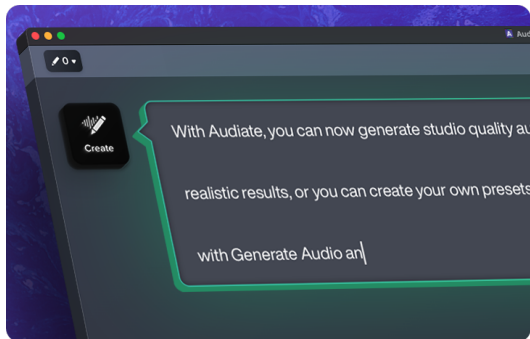 Aud
0
Create
With Audiate, you can now generate studio quality au
realistic results, or you can create your own presets
with Generate Audio an